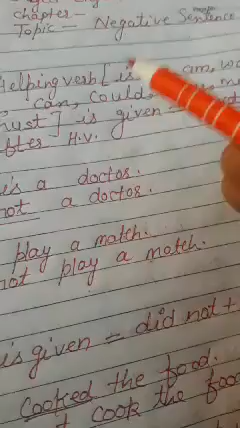 Chapter-
Topic - Negative Sentence
Helping verb [is am,
can, could,
must] is given
H.V.
is a doctor.
not a doctor.
play a match.
not play a match.
is given = did not +
Cooked the food.
cook the food